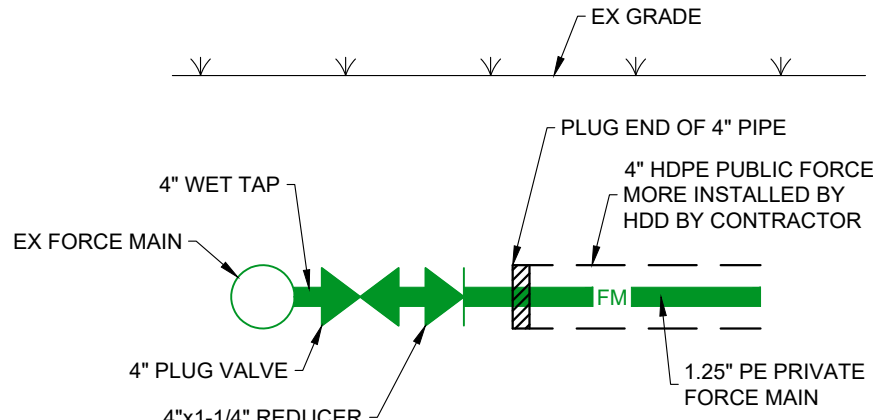 EX GRADE
PLUG END OF 4" PIPE
4" HDPE PUBLIC FORCE
MORE INSTALLED BY
HDD BY CONTRACTOR
4" WET TAP
EX FORCE MAIN
FM
4" PLUG VALVE
1.25" PE PRIVATE
FORCE MAIN
4"x1-1/4" REDUCER